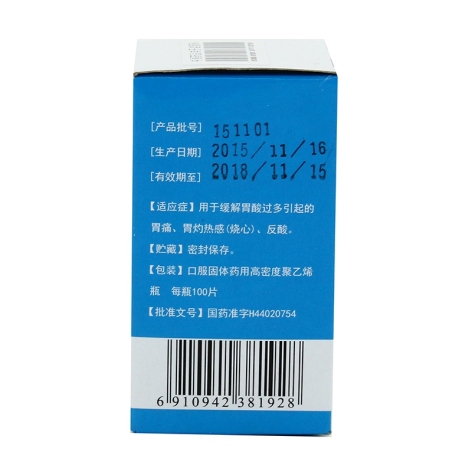 [产品批号] 151101
[生产日期] 2015/11/16
[有效期至] 2018/11/15
【适应症】用于缓解胃酸过多引起的
胃痛、胃灼热感(烧心)、反酸。
【贮藏】密封保存。
【包装】口服固体药用高密度聚乙烯
瓶 每瓶100片
【批准文号】国药准字H44020754
6 910942 381928